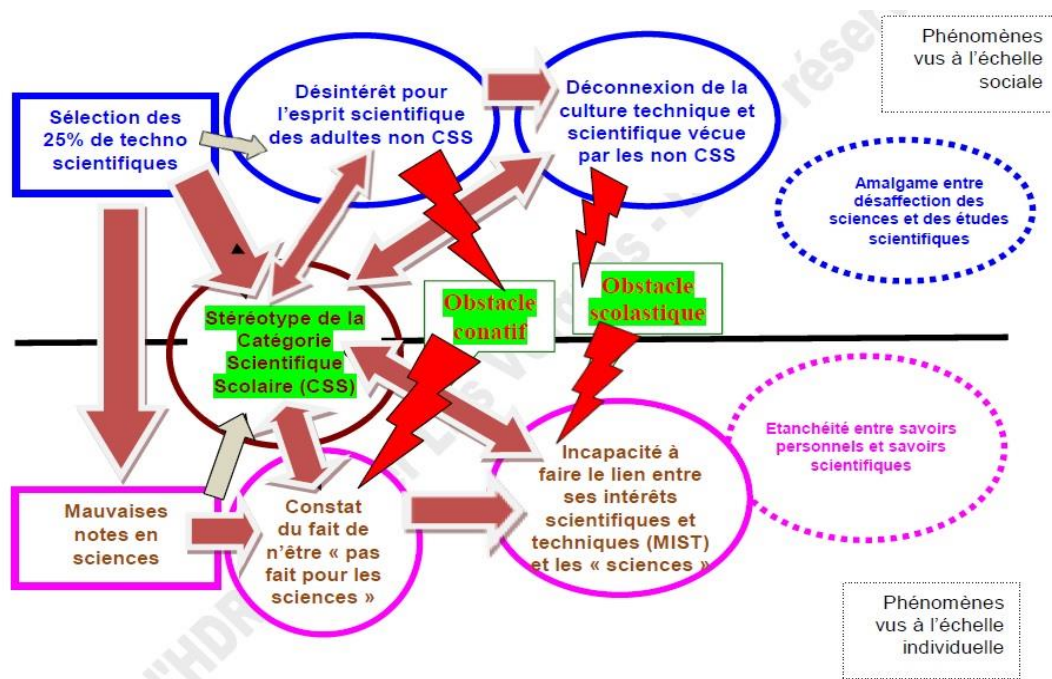 Phénomènes
vus à l'échelle
sociale
Sélection des
25% de techno
scientifiques
Désintérêt pour
l'esprit scientifique
des adultes non CSS
Déconnexion de la
culture technique et
scientifique vécue
par les non CSS
Amalgame entre
désaffection des
sciences et des études
scientifiques
Stéréotype de la
Catégorie
Scientifique
Scolaire (CSS)
Obstacle
conatif
Obstacle
scolastique
Mauvaises
notes en
sciences
Constat
du fait de
n'être « pas
fait pour les
sciences »
Incapacité à
faire le lien entre
ses intérêts
scientifiques et
techniques (MIST)
et les « sciences »
Etanchéité entre savoirs
personnels et savoirs
scientifiques
Phénomènes
vus à l'échelle
individuelle